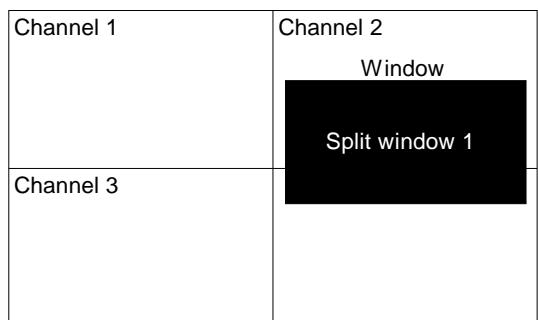 Channel 1
Channel 2
Window
Split window 1
Channel 3